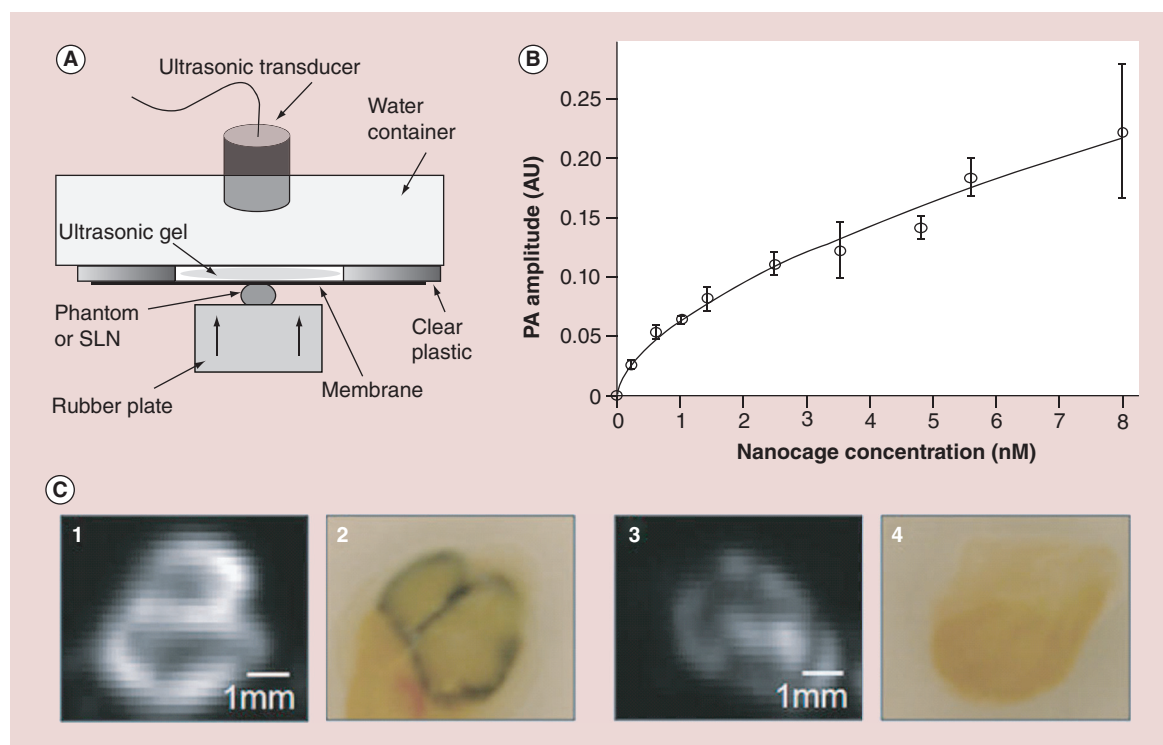 A
Ultrasonic transducer
Water
container
Ultrasonic gel
Phantom
or SLN
Clear
plastic
Membrane
Rubber plate
B
PA amplitude (AU)
0.25
0.20
0.15
0.10
0.05
0
0 1 2 3 4 5 6 7 8
Nanocage concentration (nM)
C
1
1mm
2
3
1mm
4